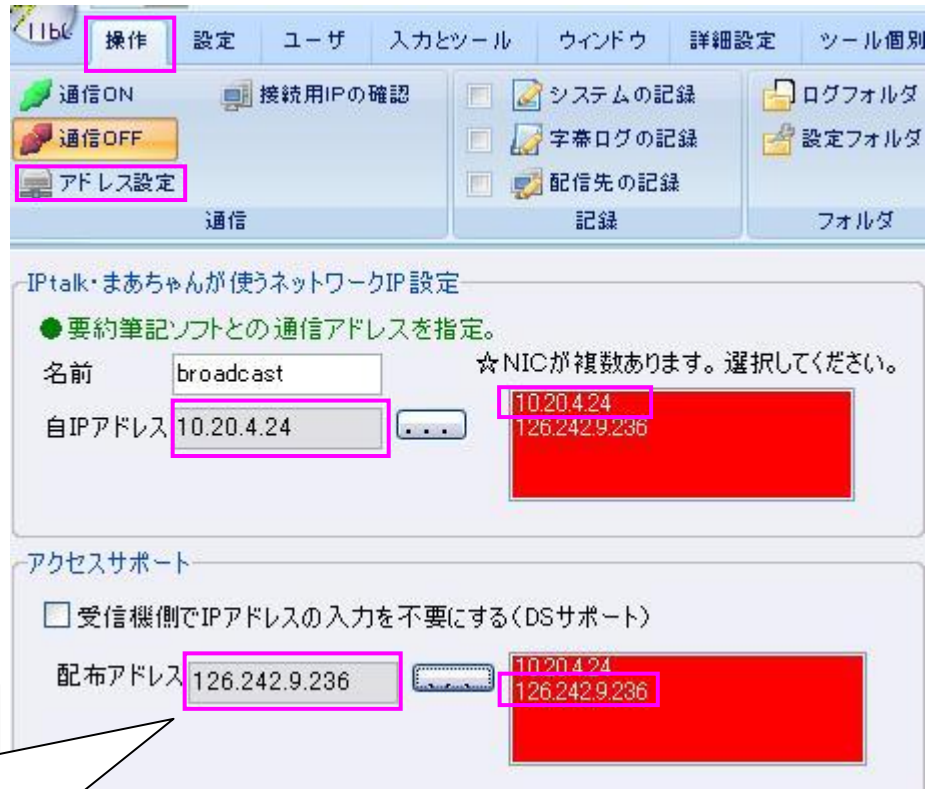 操作 設定 ユーザ 入力とツール ウィンドウ 詳細設定 ツール個別
通信ON 接続用IPの確認 システムの記録 ログフォルダ
通信OFF 字幕ログの記録 設定フォルダ
アドレス設定 配信先の記録
通信 記録 フォルダ
IPtalk・まあちゃんが使うネットワークIP設定
●要約筆記ソフトとの通信アドレスを指定。
名前 broadcast ☆NICが複数あります。選択してください。
自IPアドレス 10.20.4.24 ... 10.20.4.24
126.242.9.236
アクセスサポート
受信機側でIPアドレスの入力を不要にする(DSサポート)
配布アドレス 126.242.9.236 ... 10.20.4.24
126.242.9.236